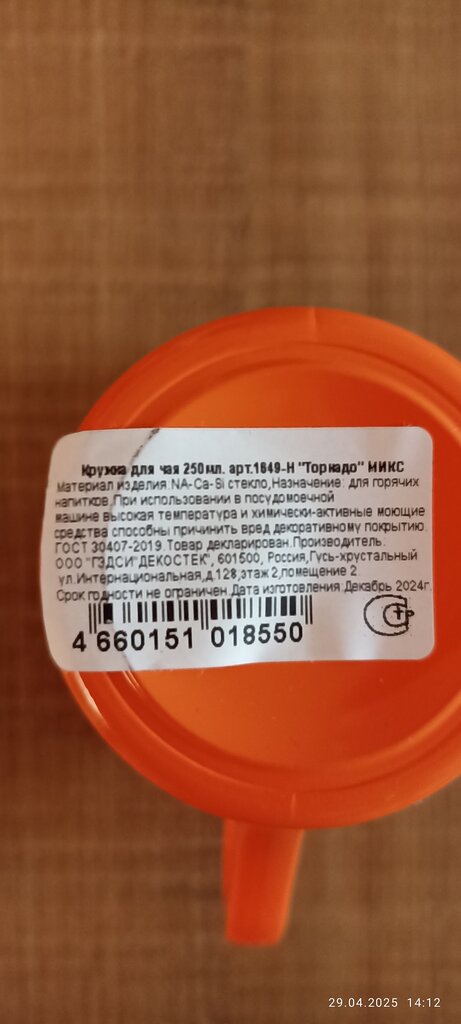 Кружка для чая 250мл. арт.1649-Н "Торнадо" МИКС
Материал изделия:NA-Ca-Si стекло,Назначение: для горячих
напитков.При использовании в посудомоечной
машине высокая температура и химически-активные моющие
средства способны причинить вред декоративному покрытию.
ГОСТ 30407-2019.Товар декларирован.Производитель:
ООО "ГЗДСИ"ДЕКОСТЕК", 601500, Россия,Гусь-хрустальный
ул.Интернациональная,д.128,этаж 2,помещение 2
Срок годности не ограничен.Дата изготовления:Декабрь 2024г.
4 660151 018550
29.04.2025 14:12